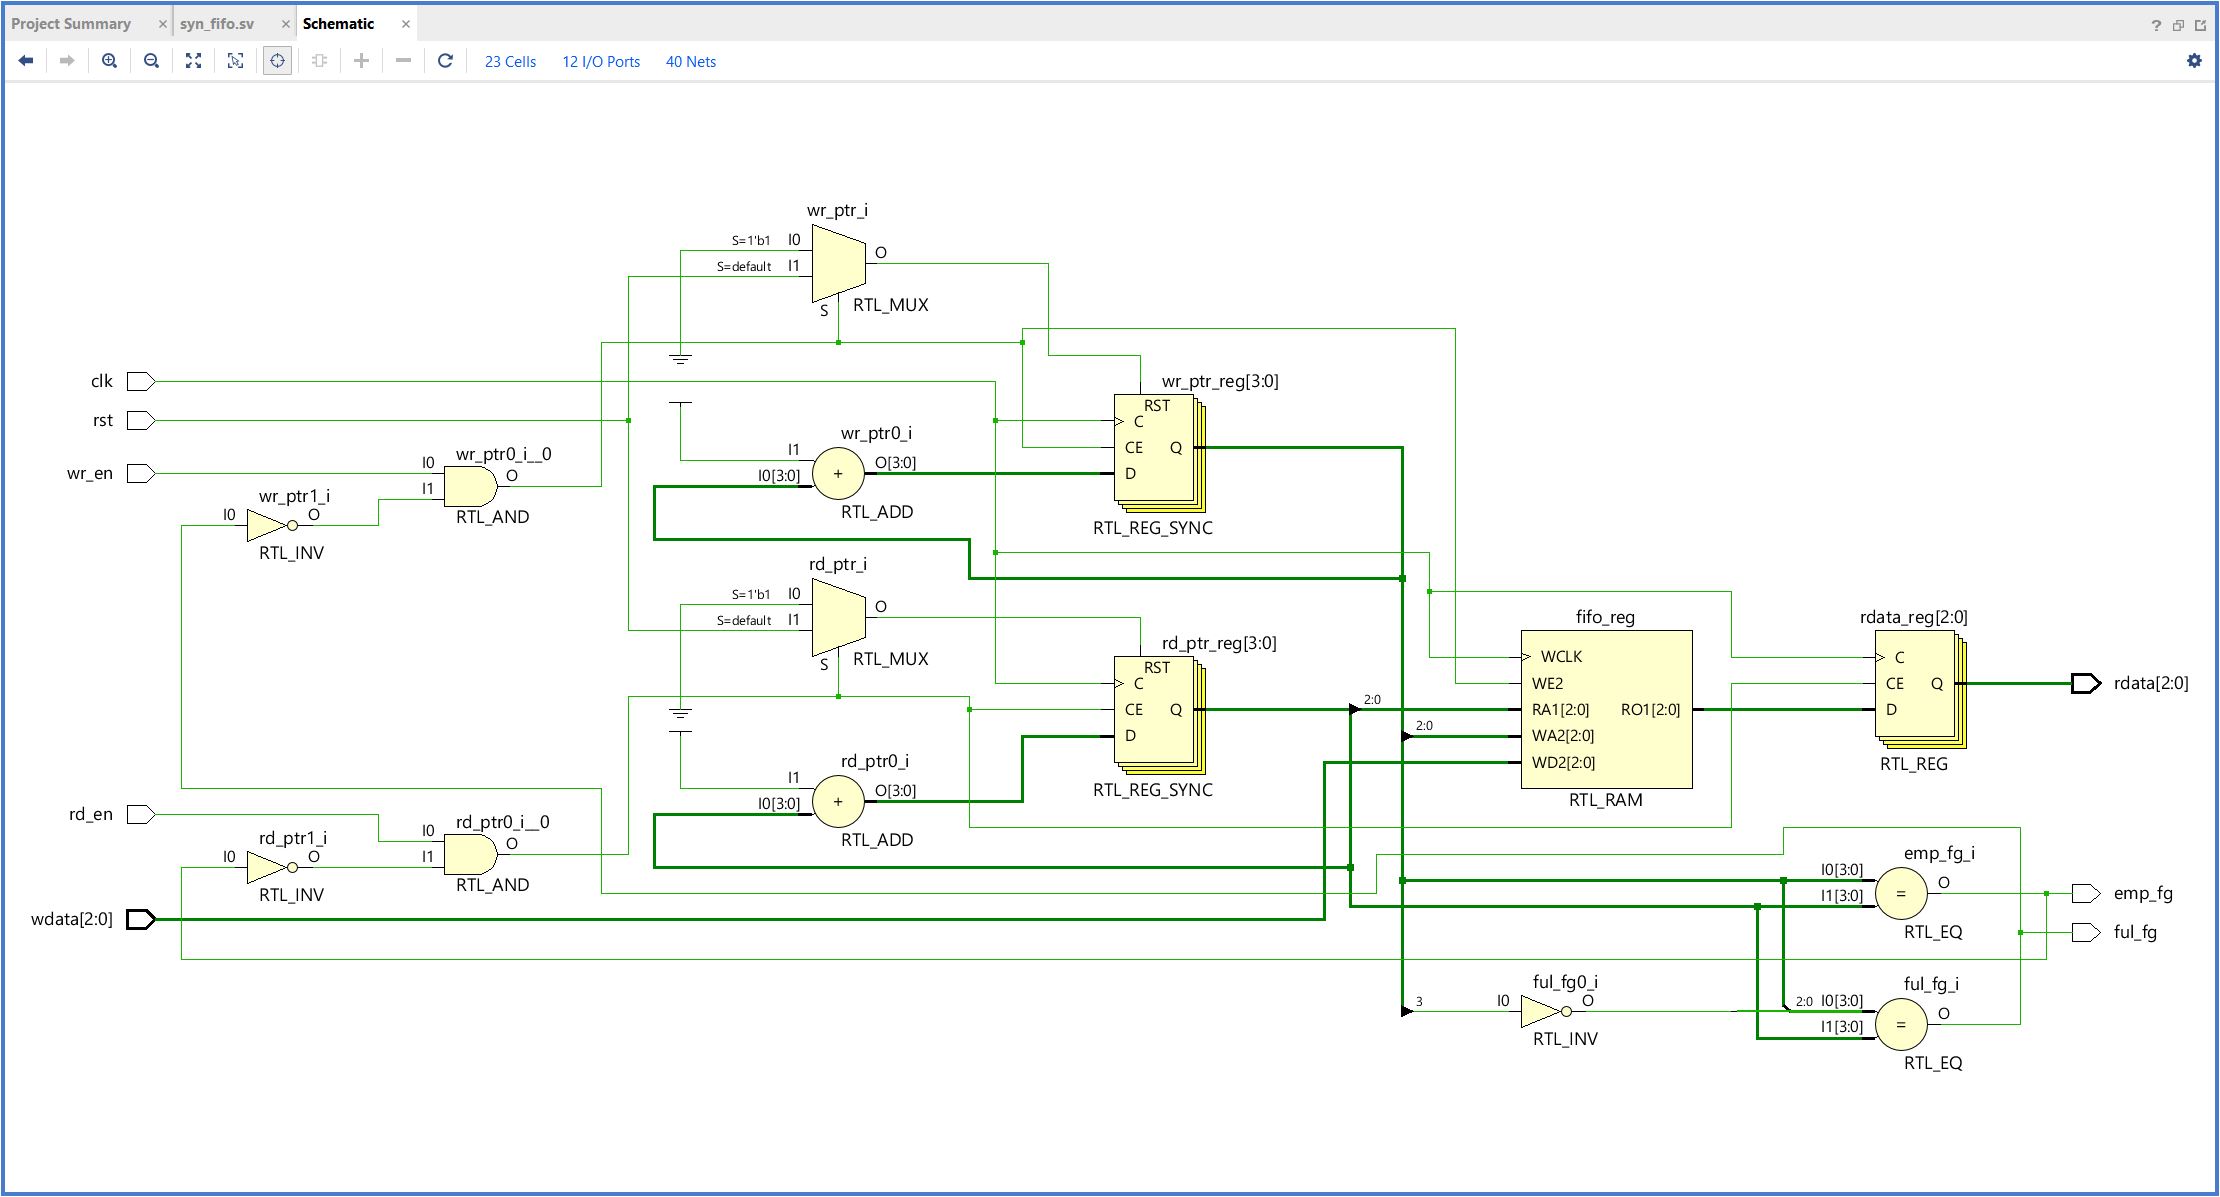 Project Summary × syn_fifo.sv × Schematic × ?
23 Cells 12 I/O Ports 40 Nets
wr_ptr_i
S=1'b1 I0
O
S=default I1
S
RTL_MUX
clk
rst
wr_en
wr_ptr1_i
I0 O
RTL_INV
wr_ptr0_i__0
I0
I1
O
RTL_AND
wr_ptr0_i
I1
I0[3:0]
+
O[3:0]
RTL_ADD
wr_ptr_reg[3:0]
RST
C
CE Q
D
RTL_REG_SYNC
rd_ptr_i
S=1'b1 I0
O
S=default I1
S
RTL_MUX
rd_ptr_reg[3:0]
RST
C
CE Q
D
RTL_REG_SYNC
rd_ptr0_i
I1
I0[3:0]
+
O[3:0]
RTL_ADD
rd_en
rd_ptr1_i
I0 O
RTL_INV
rd_ptr0_i__0
I0
I1
O
RTL_AND
wdata[2:0]
2:0
2:0
fifo_reg
WCLK
WE2
RA1[2:0] RO1[2:0]
WA2[2:0]
WD2[2:0]
RTL_RAM
rdata_reg[2:0]
C
CE Q
D
RTL_REG
rdata[2:0]
emp_fg_i
I0[3:0]
I1[3:0]
=
O
RTL_EQ
emp_fg
ful_fg
3
ful_fg0_i
I0 O
RTL_INV
ful_fg_i
2:0 I0[3:0]
I1[3:0]
=
O
RTL_EQ